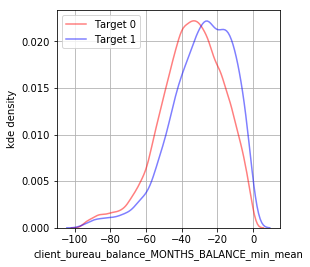 Target 0
Target 1
0.020
0.015
0.010
0.005
0.000
kde density
−100 −80 −60 −40 −20 0
client_bureau_balance_MONTHS_BALANCE_min_mean